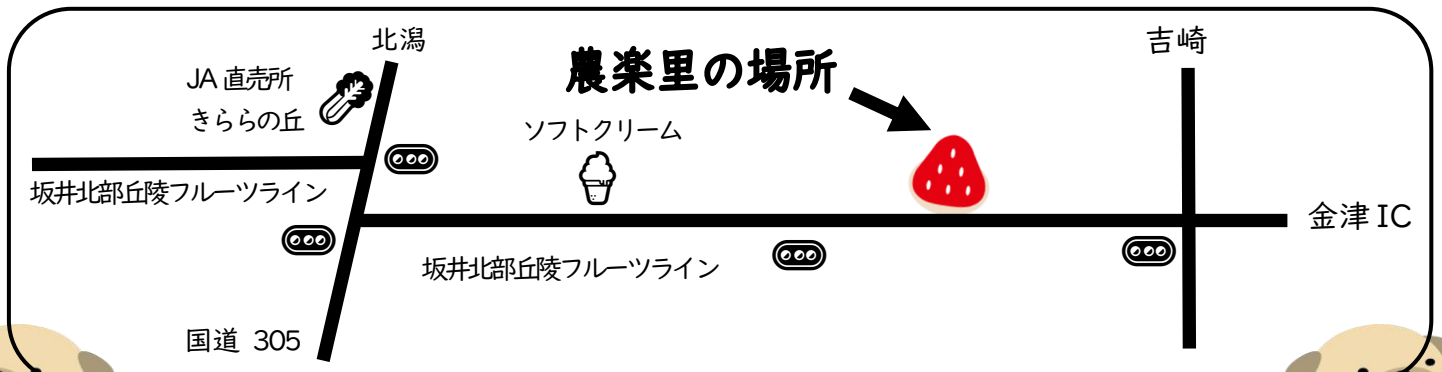 北潟
吉崎
農楽里の場所
JA 直売所
きららの丘
ソフトクリーム
坂井北部丘陵フルーツライン
金津 IC
坂井北部丘陵フルーツライン
国道 305